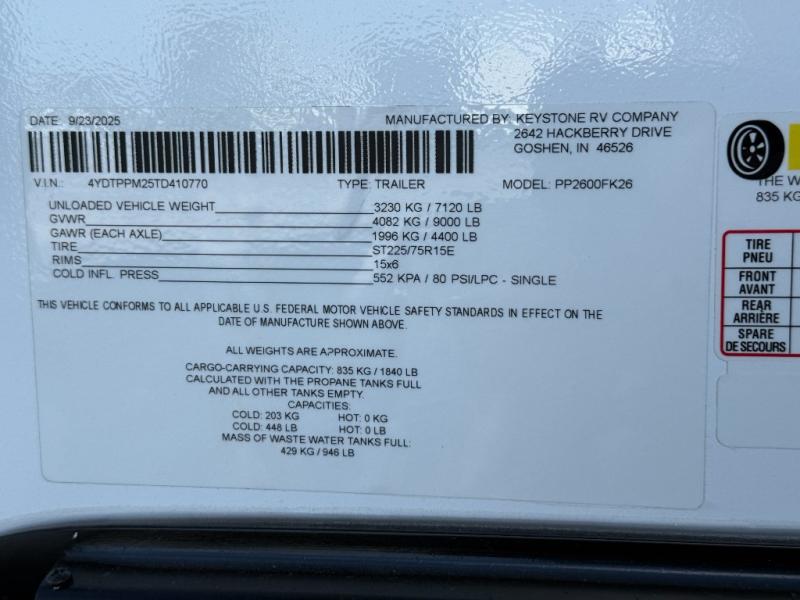 DATE: 9/23/2025
MANUFACTURED BY: KEYSTONE RV COMPANY
2642 HACKBERRY DRIVE
GOSHEN, IN 46526
V.I.N.: 4YDTPPM25TD410770 TYPE: TRAILER MODEL: PP2600FK26
UNLOADED VEHICLE WEIGHT 3230 KG / 7120 LB
GVWR 4082 KG / 9000 LB
GAWR (EACH AXLE) 1996 KG / 4400 LB
TIRE ST225/75R15E
RIMS 15x6
COLD INFL. PRESS 552 KPA / 80 PSI/LPC - SINGLE
THIS VEHICLE CONFORMS TO ALL APPLICABLE U.S. FEDERAL MOTOR VEHICLE SAFETY STANDARDS IN EFFECT ON THE
DATE OF MANUFACTURE SHOWN ABOVE.
ALL WEIGHTS ARE APPROXIMATE.
CARGO-CARRYING CAPACITY: 835 KG / 1840 LB
CALCULATED WITH THE PROPANE TANKS FULL
AND ALL OTHER TANKS EMPTY.
CAPACITIES:
COLD: 203 KG HOT: 0 KG
COLD: 448 LB HOT: 0 LB
MASS OF WASTE WATER TANKS FULL:
429 KG / 946 LB
THE W
835 KG
TIRE
PNEU
FRONT
AVANT
REAR
ARRIÈRE
SPARE
DE SECOURS